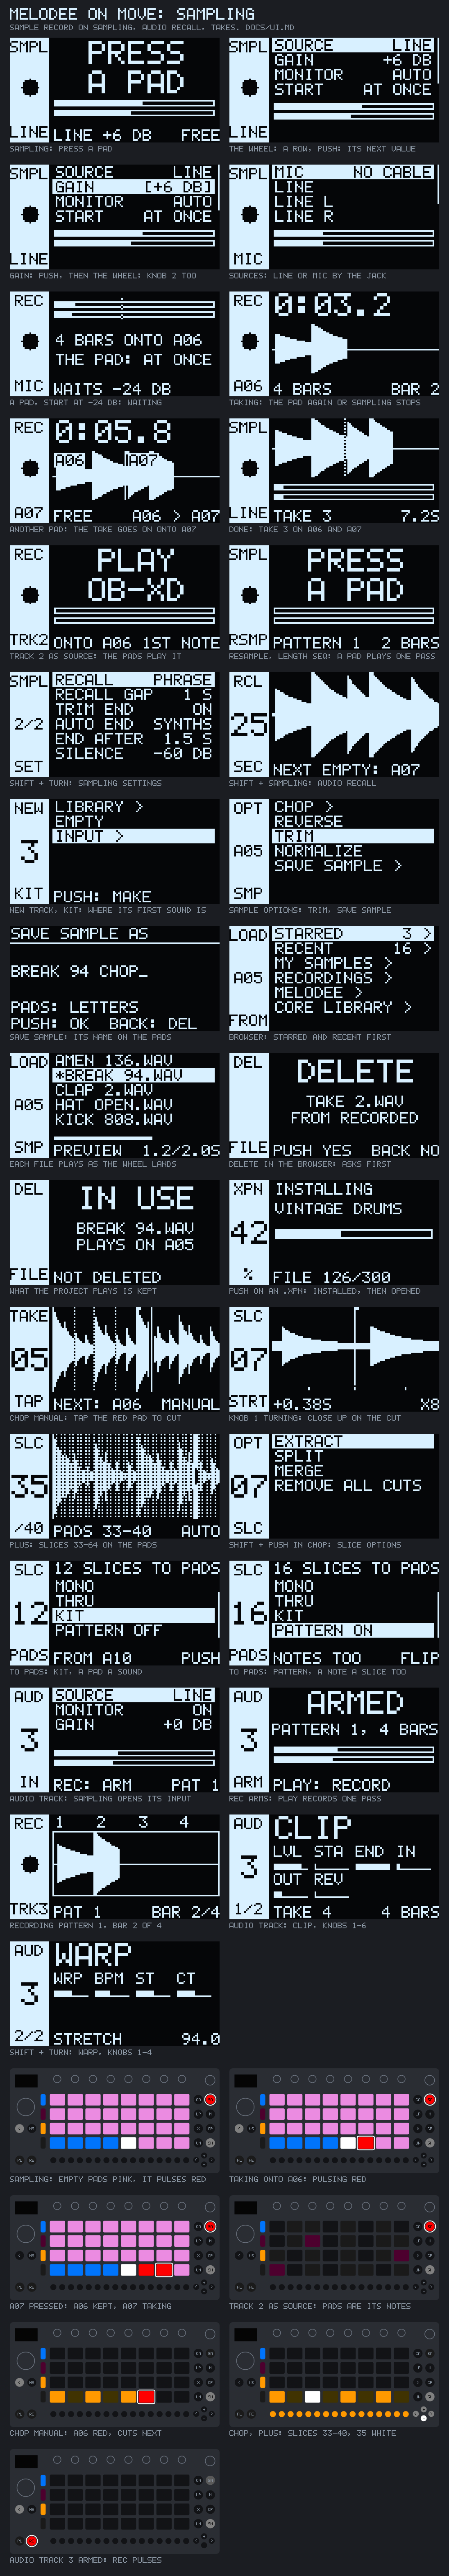 MELODEE ON MOVE: SAMPLING
SAMPLE RECORD ON SAMPLING, AUDIO RECALL, TAKES. DOCS/UI.MD
SMPL
LINE
PRESS
A PAD
LINE +6 DB FREE
SAMPLING: PRESS A PAD
SMPL
LINE
SOURCE LINE
GAIN +6 DB
MONITOR AUTO
START AT ONCE
THE WHEEL: A ROW, PUSH: ITS NEXT VALUE
SMPL
LINE
SOURCE LINE
GAIN [+6 DB]
MONITOR AUTO
START AT ONCE
GAIN: PUSH, THEN THE WHEEL: KNOB 2 TOO
SMPL
MIC
MIC NO CABLE
LINE
LINE L
LINE R
SOURCES: LINE OR MIC BY THE JACK
REC
MIC
4 BARS ONTO A06
THE PAD: AT ONCE
WAITS -24 DB
A PAD, START AT -24 DB: WAITING
REC
A06
0:03.2
4 BARS BAR 2
TAKING: THE PAD AGAIN OR SAMPLING STOPS
REC
A07
0:05.8
A06 A07
FREE A06 > A07
ANOTHER PAD: THE TAKE GOES ON ONTO A07
SMPL
LINE
TAKE 3 7.2S
DONE: TAKE 3 ON A06 AND A07
REC
TRK2
PLAY
OB-XD
ONTO A06 1ST NOTE
TRACK 2 AS SOURCE: THE PADS PLAY IT
SMPL
RSMP
PRESS
A PAD
PATTERN 1 2 BARS
RESAMPLE, LENGTH SEQ: A PAD PLAYS ONE PASS
SMPL
2/2
SET
RECALL PHRASE
RECALL GAP 1 S
TRIM END ON
AUTO END SYNTHS
END AFTER 1.5 S
SILENCE -60 DB
SHIFT + TURN: SAMPLING SETTINGS
RCL
25
SEC
NEXT EMPTY: A07
SHIFT + SAMPLING: AUDIO RECALL
NEW
3
KIT
LIBRARY >
EMPTY
INPUT >
PUSH: MAKE
NEW TRACK, KIT: WHERE ITS FIRST SOUND IS
OPT
A05
SMP
CHOP >
REVERSE
TRIM
NORMALIZE
SAVE SAMPLE >
SAMPLE OPTIONS: TRIM, SAVE SAMPLE
SAVE SAMPLE AS
BREAK 94 CHOP_
PADS: LETTERS
PUSH: OK BACK: DEL
SAVE SAMPLE: ITS NAME ON THE PADS
LOAD
A05
FROM
STARRED 3 >
RECENT 16 >
MY SAMPLES >
RECORDINGS >
MELODEE >
CORE LIBRARY >
BROWSER: STARRED AND RECENT FIRST
LOAD
A05
SMP
AMEN 136.WAV
*BREAK 94.WAV
CLAP 2.WAV
HAT OPEN.WAV
KICK 808.WAV
PREVIEW 1.2/2.0S
EACH FILE PLAYS AS THE WHEEL LANDS
DEL
FILE
DELETE
TAKE 2.WAV
FROM RECORDED
PUSH YES BACK NO
DELETE IN THE BROWSER: ASKS FIRST
DEL
FILE
IN USE
BREAK 94.WAV
PLAYS ON A05
NOT DELETED
WHAT THE PROJECT PLAYS IS KEPT
XPN
42
%
INSTALLING
VINTAGE DRUMS
FILE 126/300
PUSH ON AN .XPN: INSTALLED, THEN OPENED
TAKE
05
TAP
NEXT: A06 MANUAL
CHOP MANUAL: TAP THE RED PAD TO CUT
SLC
07
STRT
+0.38S X8
KNOB 1 TURNING: CLOSE UP ON THE CUT
SLC
35
/40
PADS 33-40 AUTO
PLUS: SLICES 33-64 ON THE PADS
OPT
07
SLC
EXTRACT
SPLIT
MERGE
REMOVE ALL CUTS
SHIFT + PUSH IN CHOP: SLICE OPTIONS
SLC
12
PADS
12 SLICES TO PADS
MONO
THRU
KIT
PATTERN OFF
FROM A10 PUSH
TO PADS: KIT, A PAD A SOUND
SLC
16
PADS
16 SLICES TO PADS
MONO
THRU
KIT
PATTERN ON
NOTES TOO FLIP
TO PADS: PATTERN, A NOTE A SLICE TOO
AUD
3
IN
SOURCE LINE
MONITOR ON
GAIN +0 DB
REC: ARM PAT 1
AUDIO TRACK: SAMPLING OPENS ITS INPUT
AUD
3
ARM
ARMED
PATTERN 1, 4 BARS
PLAY: RECORD
REC ARMS: PLAY RECORDS ONE PASS
REC
TRK3
1 2 3 4
PAT 1 BAR 2/4
RECORDING PATTERN 1, BAR 2 OF 4
AUD
3
1/2
CLIP
LVL STA END IN
OUT REV
TAKE 4 4 BARS
AUDIO TRACK: CLIP, KNOBS 1-6
AUD
3
2/2
WARP
WRP BPM ST CT
STRETCH 94.0
SHIFT + TURN: WARP, KNOBS 1-4
SAMPLING: EMPTY PADS PINK, IT PULSES RED
TAKING ONTO A06: PULSING RED
A07 PRESSED: A06 KEPT, A07 TAKING
TRACK 2 AS SOURCE: PADS ARE ITS NOTES
CHOP MANUAL: A06 RED, CUTS NEXT
CHOP, PLUS: SLICES 33-40, 35 WHITE
AUDIO TRACK 3 ARMED: REC PULSES